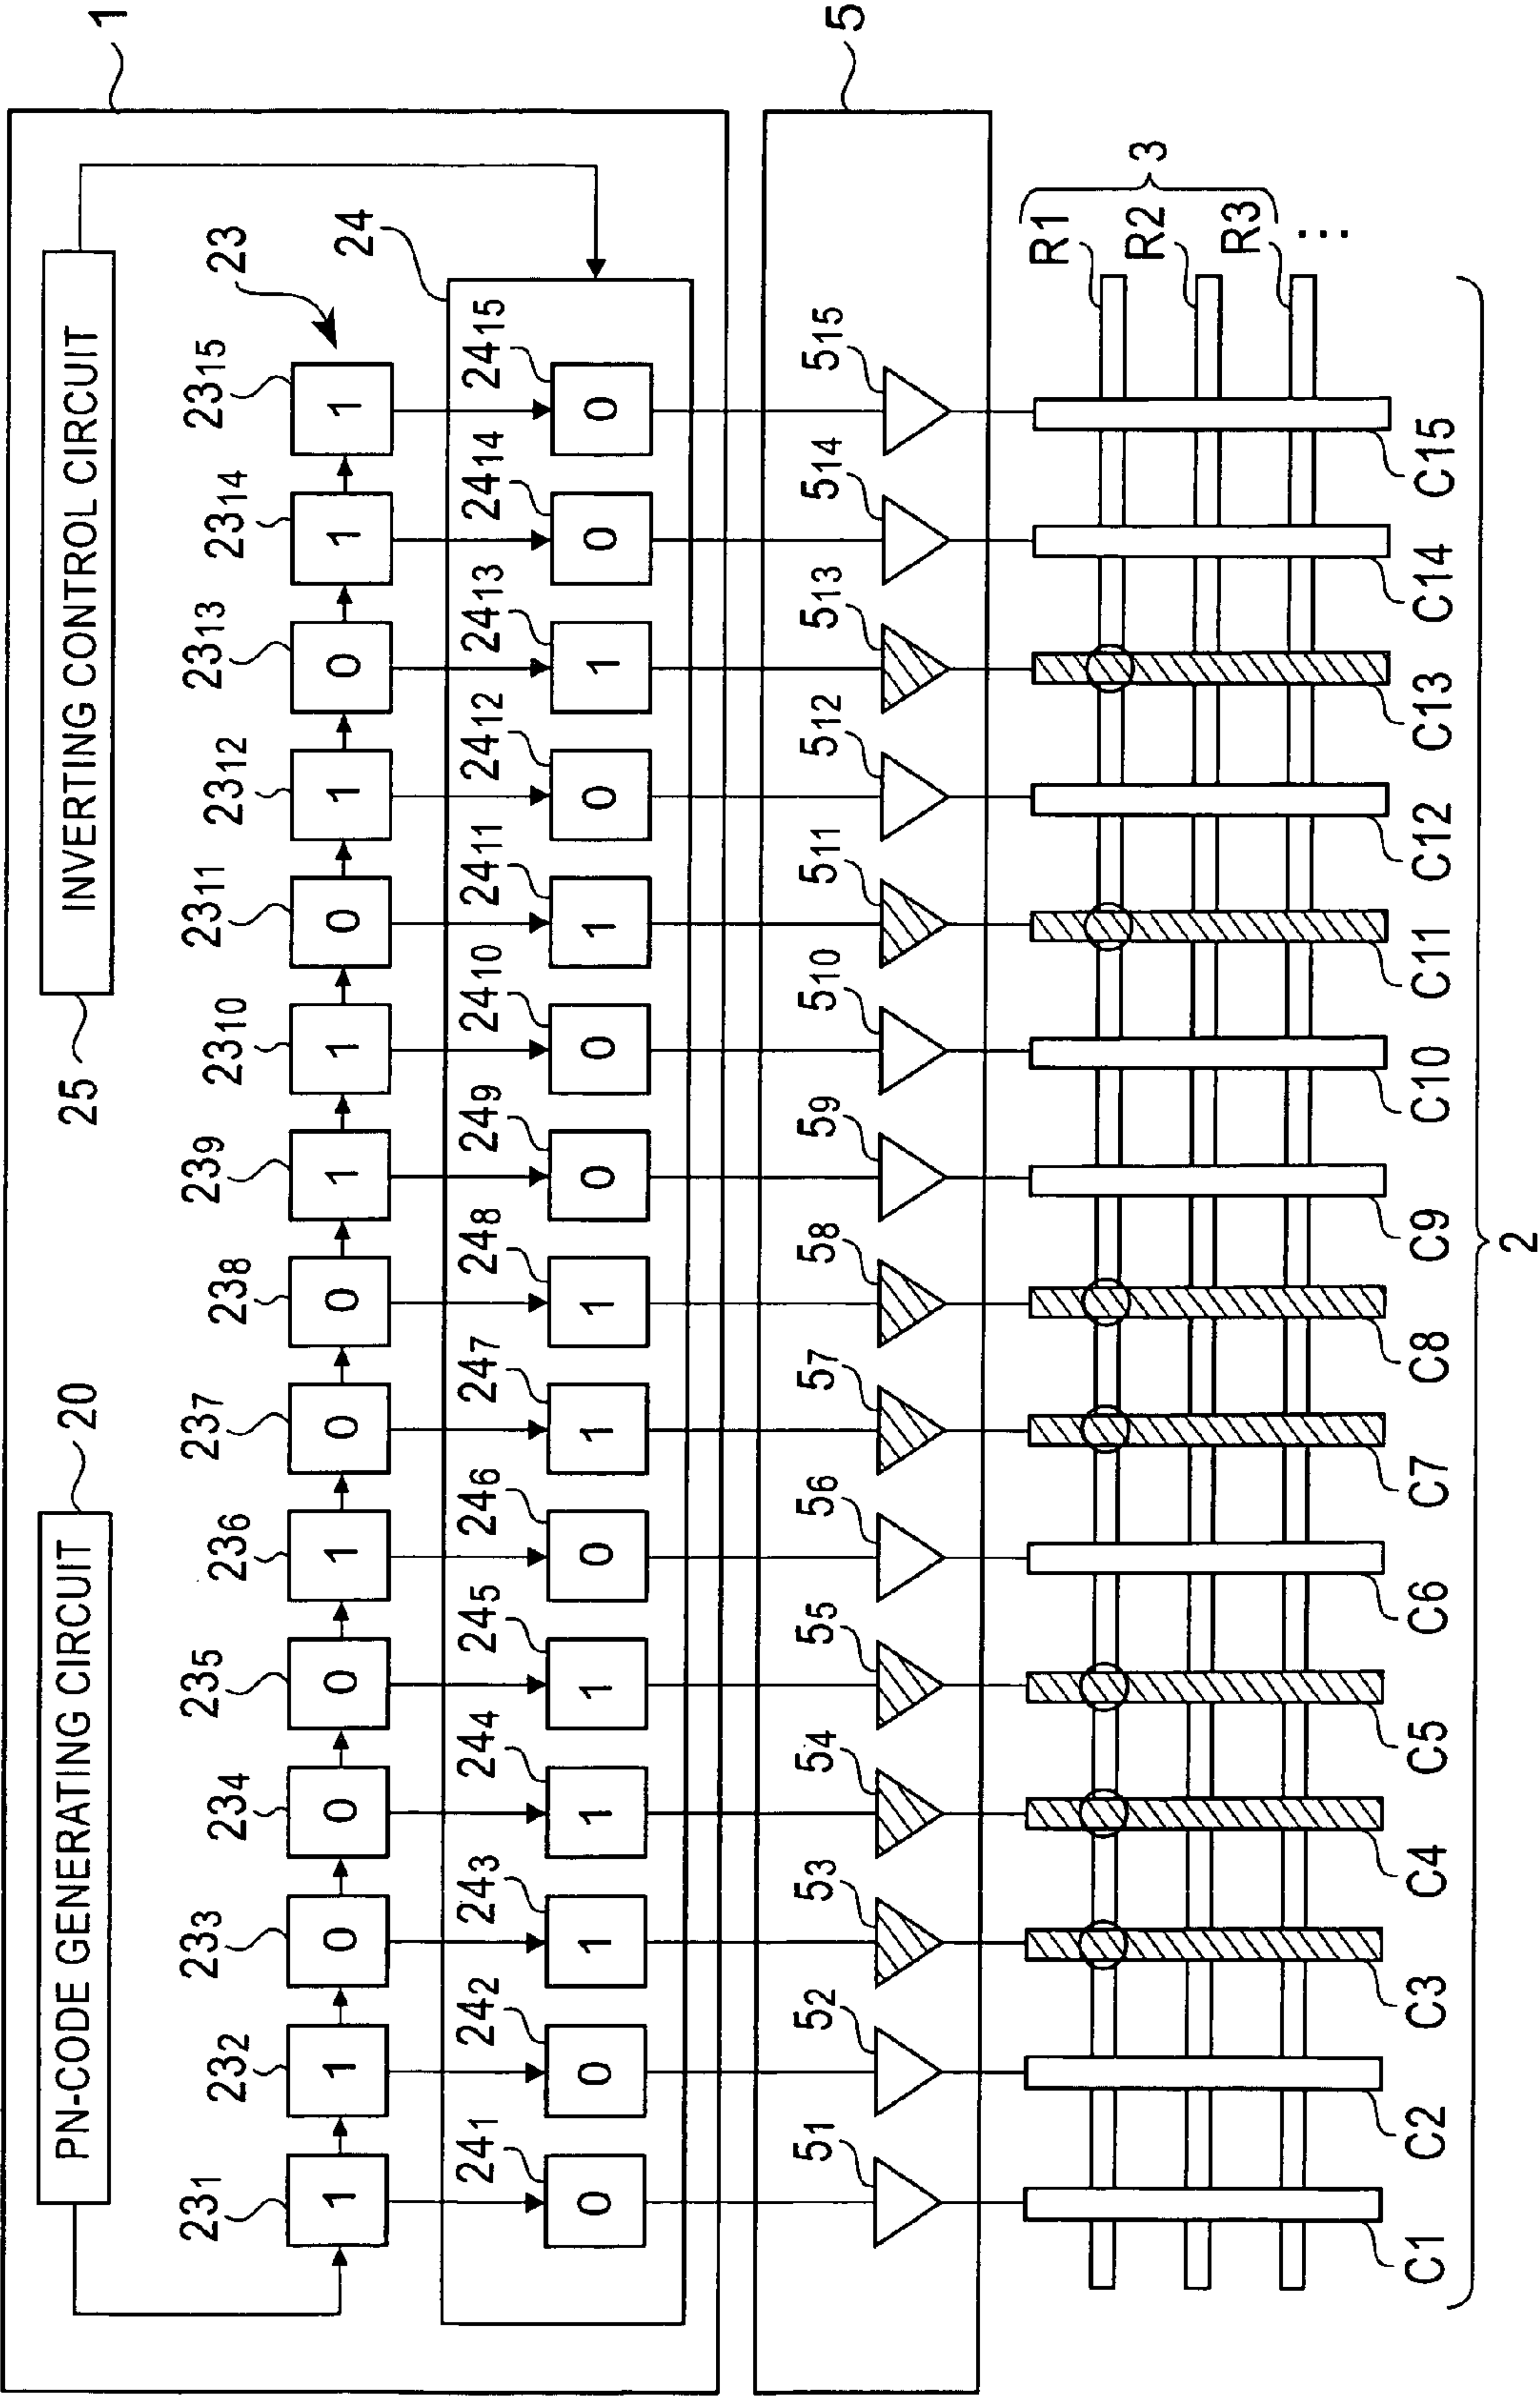 1
PN-CODE GENERATING CIRCUIT 20 25 INVERTING CONTROL CIRCUIT
23
23₁ 23₂ 23₃ 23₄ 23₅ 23₆ 23₇ 23₈ 23₉ 23₁₀ 23₁₁ 23₁₂ 23₁₃ 23₁₄ 23₁₅
1 1 0 0 0 1 0 0 1 1 0 1 0 1 1
24
24₁ 24₂ 24₃ 24₄ 24₅ 24₆ 24₇ 24₈ 24₉ 24₁₀ 24₁₁ 24₁₂ 24₁₃ 24₁₄ 24₁₅
0 0 1 1 1 0 1 1 0 0 1 0 1 0 0
5
5₁ 5₂ 5₃ 5₄ 5₅ 5₆ 5₇ 5₈ 5₉ 5₁₀ 5₁₁ 5₁₂ 5₁₃ 5₁₄ 5₁₅
R1
R2
R3
⋮
3
C1 C2 C3 C4 C5 C6 C7 C8 C9 C10 C11 C12 C13 C14 C15
2